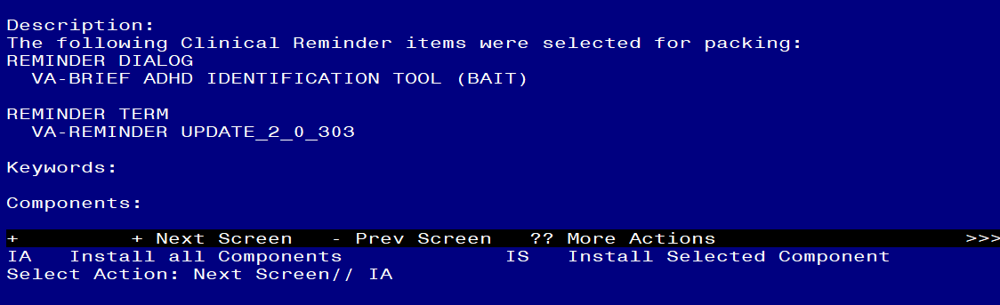 Description:
The following Clinical Reminder items were selected for packing:
REMINDER DIALOG
VA-BRIEF ADHD IDENTIFICATION TOOL (BAIT)
REMINDER TERM
VA-REMINDER UPDATE_2_0_303
Keywords:
Components:
+ + Next Screen - Prev Screen ?? More Actions >>>
IA Install all Components IS Install Selected Component
Select Action: Next Screen// IA